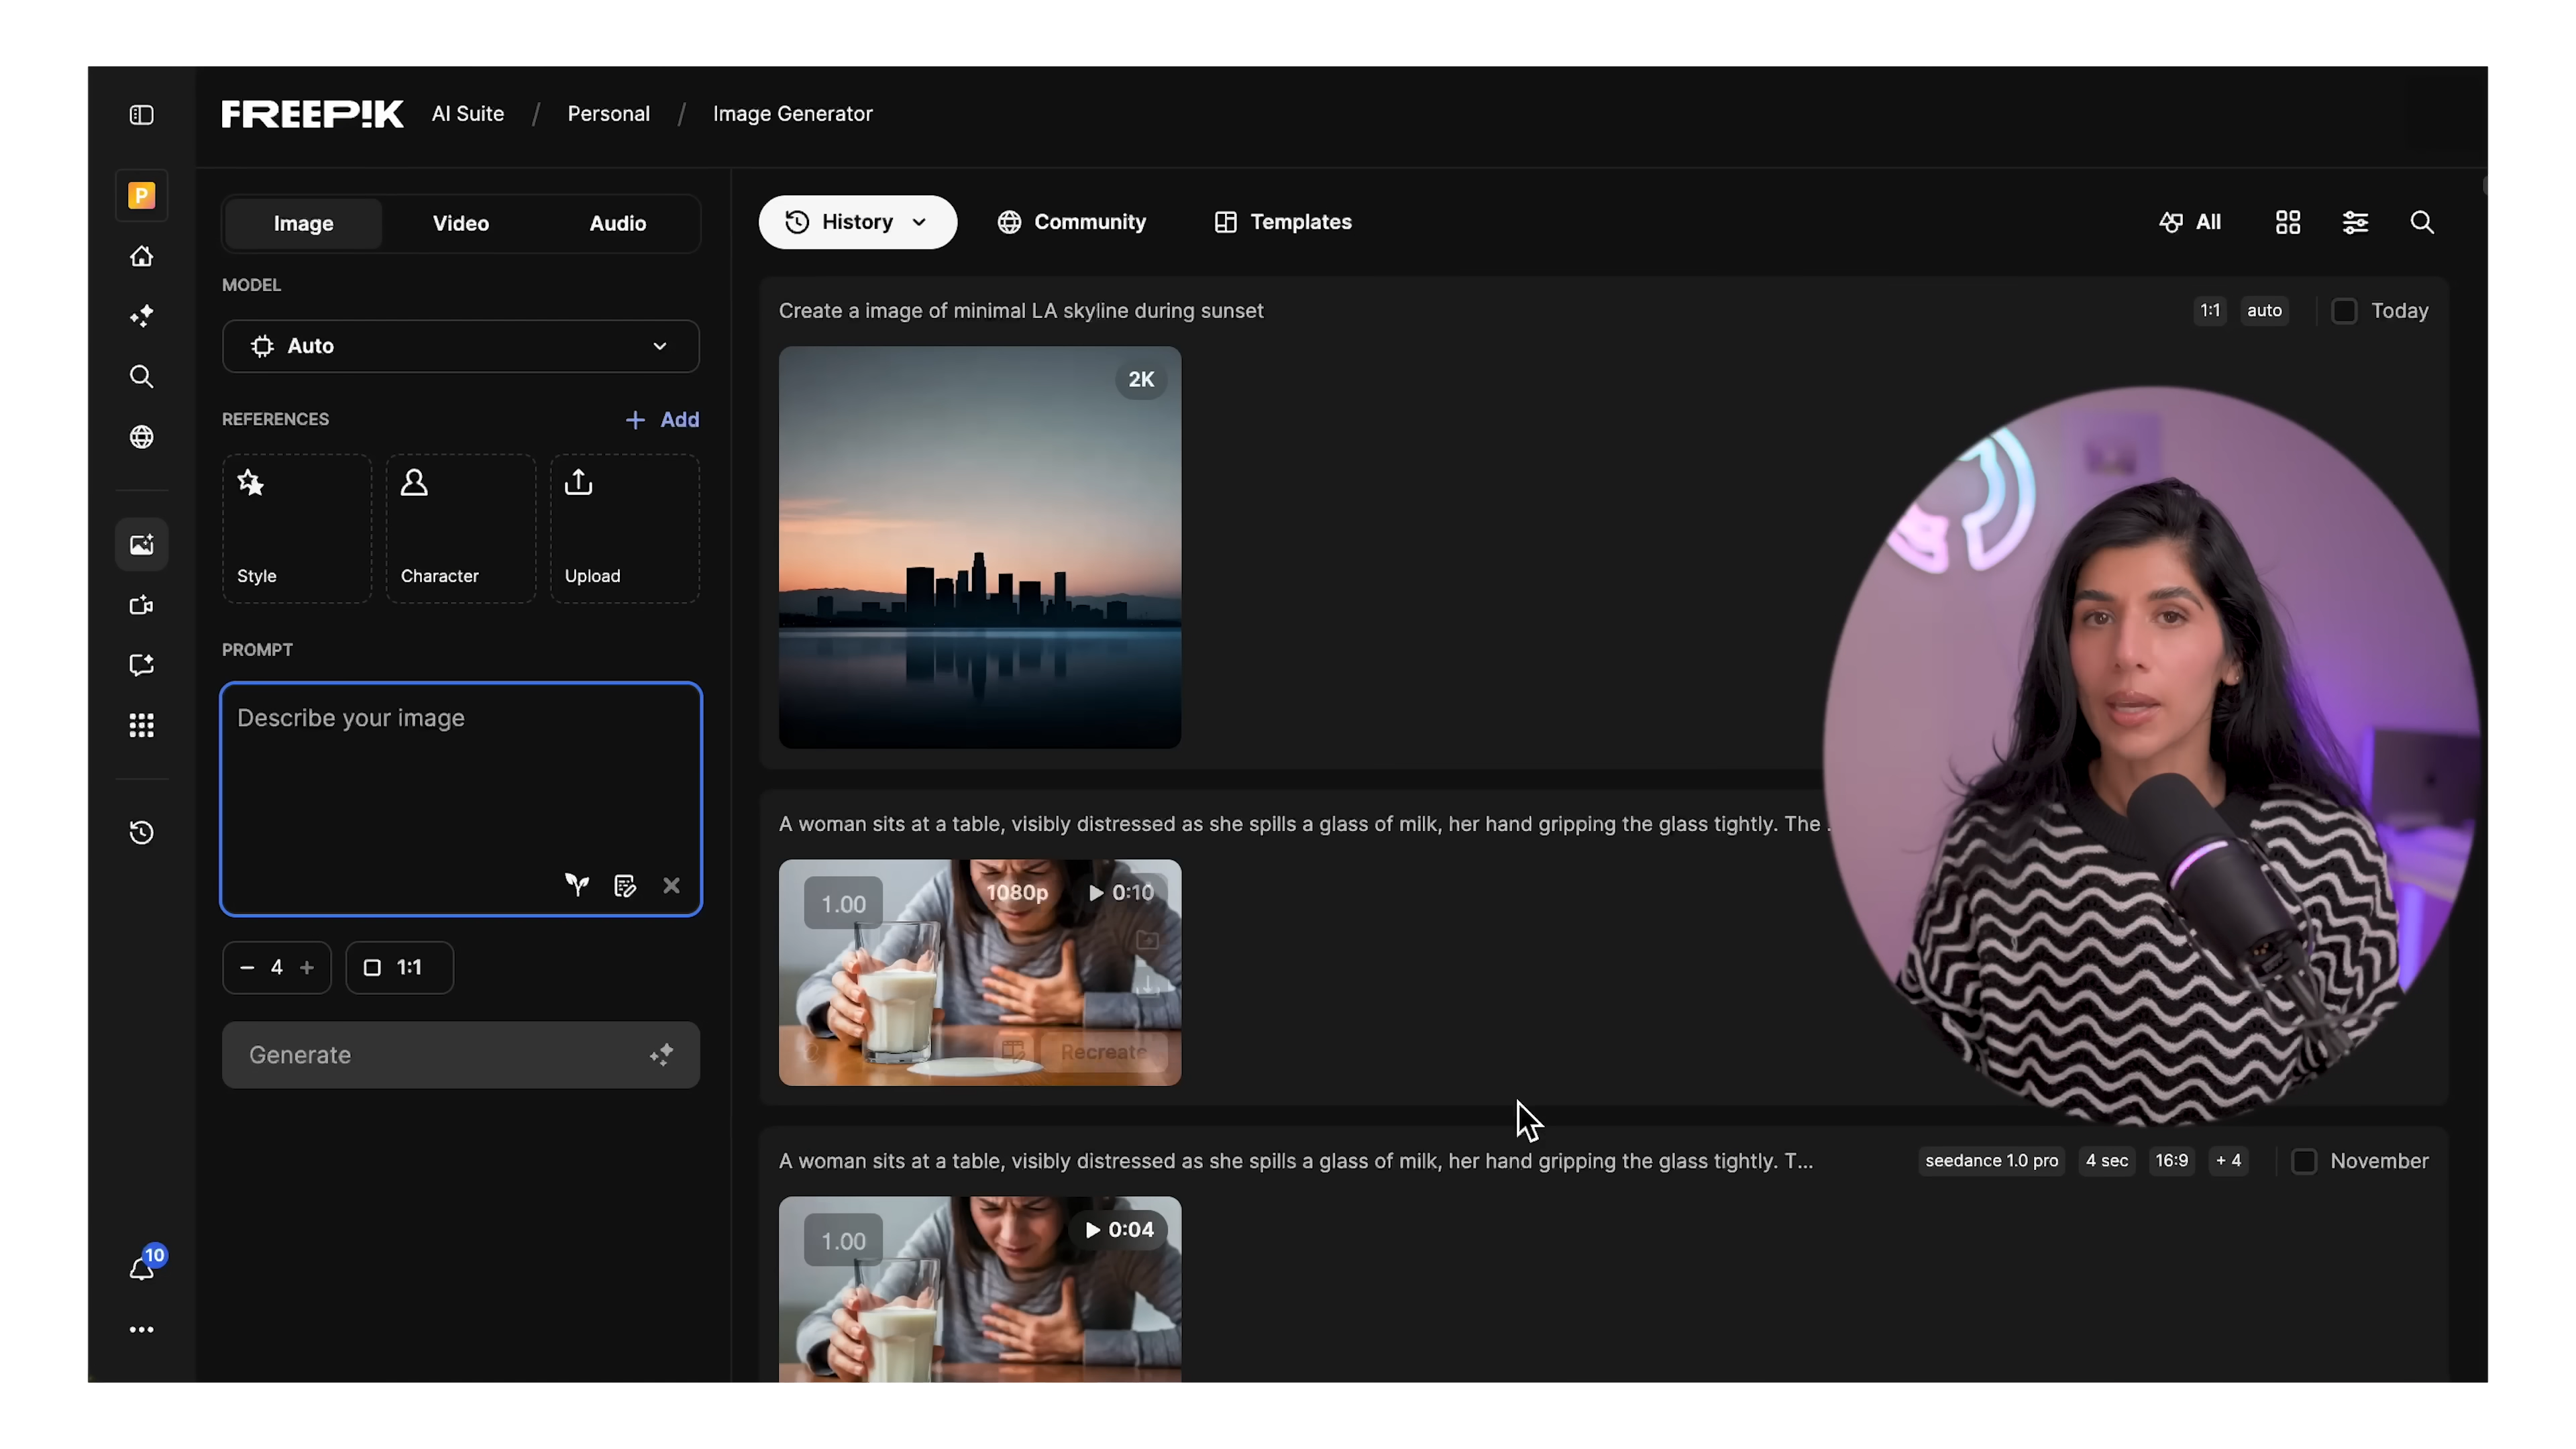 FREEP!K AI Suite / Personal / Image Generator
P
Image Video Audio
MODEL
Auto
REFERENCES + Add
Style Character Upload
PROMPT
Describe your image
4 1:1
Generate
10
History Community Templates All
Create a image of minimal LA skyline during sunset 1:1 auto Today
2K
A woman sits at a table, visibly distressed as she spills a glass of milk, her hand gripping the glass tightly. The
1.00 1080p 0:10
Recreate
A woman sits at a table, visibly distressed as she spills a glass of milk, her hand gripping the glass tightly. T... seedance 1.0 pro 4 sec 16:9 + 4 November
1.00 0:04